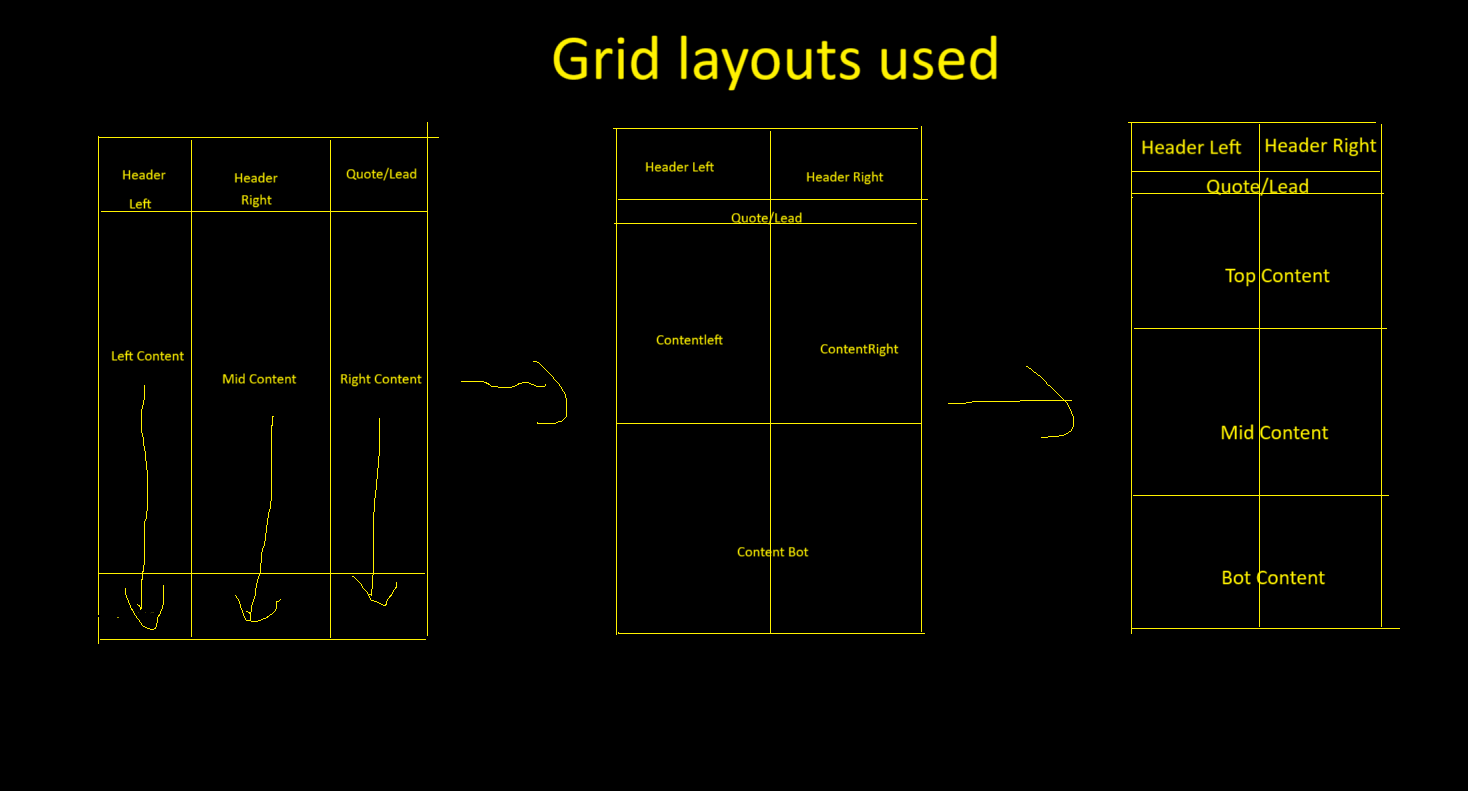 Grid layouts used
Header
Left
Header
Right
Quote/Lead
Left Content
Mid Content
Right Content
Header Left
Header Right
Quote/Lead
Contentleft
ContentRight
Content Bot
Header Left
Header Right
Quote/Lead
Top Content
Mid Content
Bot Content